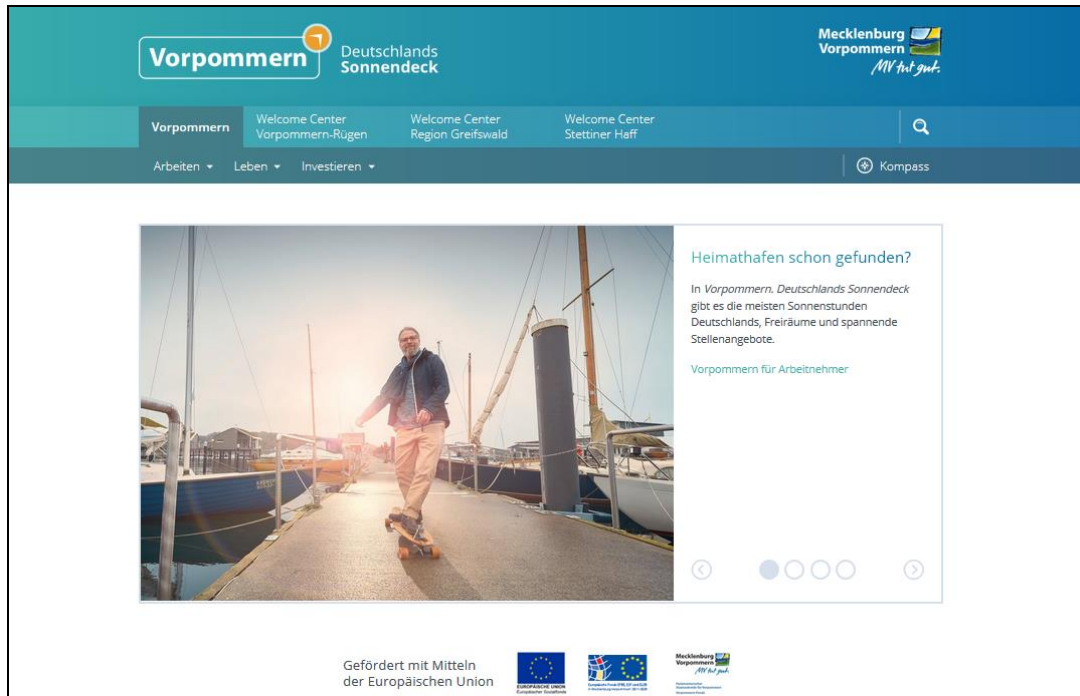 Vorpommern
Deutschlands
Sonnendeck
Mecklenburg
Vorpommern
MV tut gut.
Vorpommern
Welcome Center
Vorpommern-Rügen
Welcome Center
Region Greifswald
Welcome Center
Stettiner Haff
Arbeiten
Leben
Investieren
Kompass
Heimathafen schon gefunden?
In Vorpommern. Deutschlands Sonnendeck
gibt es die meisten Sonnenstunden
Deutschlands, Freiräume und spannende
Stellenangebote.
Vorpommern für Arbeitnehmer
Gefördert mit Mitteln
der Europäischen Union
EUROPÄISCHE UNION
Europäischer Sozialfonds
Mecklenburg
Vorpommern
MV tut gut.